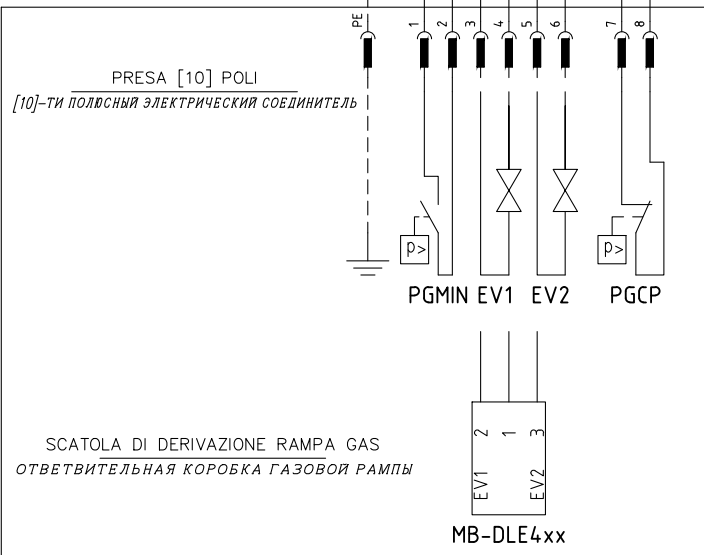 PE 1 2 3 4 5 6 7 8
PRESA [10] POLI
[10]-ТИ ПОЛЮСНЫЙ ЭЛЕКТРИЧЕСКИЙ СОЕДИНИТЕЛЬ
p> p>
PGMIN EV1 EV2 PGCP
2 1 3
SCATOLA DI DERIVAZIONE RAMPA GAS
ОТВЕТВИТЕЛЬНАЯ КОРОБКА ГАЗОВОЙ РАМПЫ
EV1 EV2
MB-DLE4xx